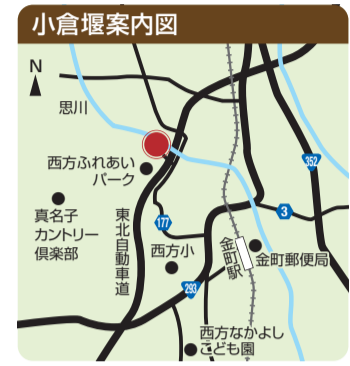 小倉堰案内図
N
思川
西方ふれあい
パーク
真名子
カントリー
倶楽部
東北自動車道
177
西方小
293
352
3
金町駅
金町郵便局
西方なかよし
こども園